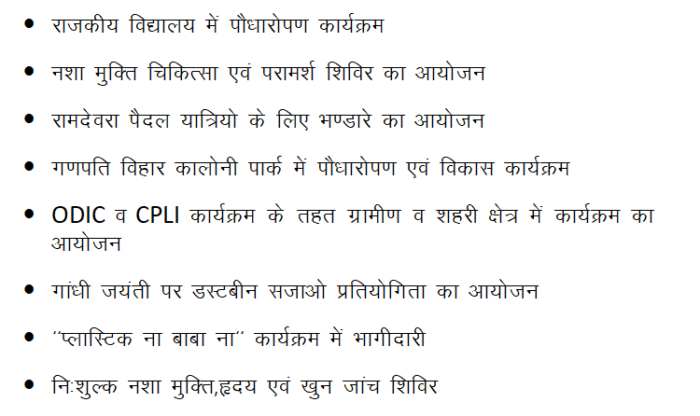 • राजकीय विद्यालय में पौधारोपण कार्यक्रम
• नशा मुक्ति चिकित्सा एवं परामर्श शिविर का आयोजन
• रामदेवरा पैदल यात्रियो के लिए भण्डारे का आयोजन
• गणपति विहार कालोनी पार्क में पौधारोपण एवं विकास कार्यक्रम
• ODIC व CPLI कार्यक्रम के तहत ग्रामीण व शहरी क्षेत्र में कार्यक्रम का
आयोजन
• गांधी जयंती पर डस्टबीन सजाओ प्रतियोगिता का आयोजन
• ‘‘प्लास्टिक ना बाबा ना’’ कार्यक्रम में भागीदारी
• निःशुल्क नशा मुक्ति,हृदय एवं खुन जांच शिविर